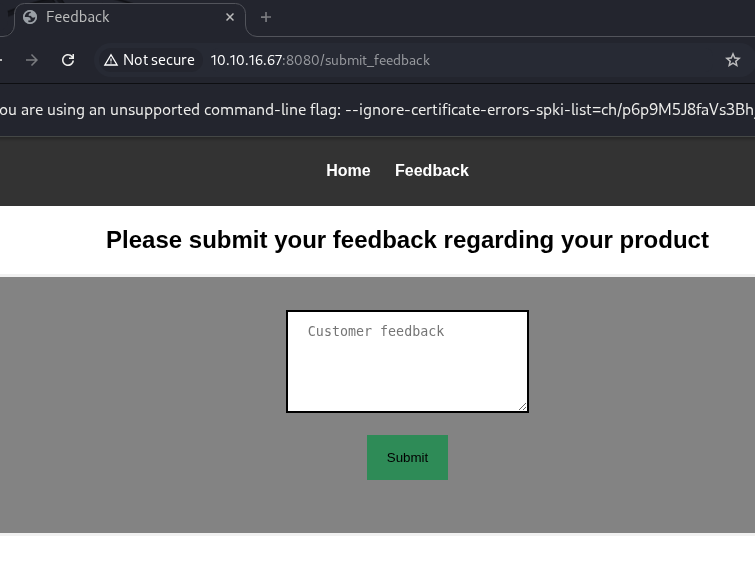 Feedback
Not secure 10.10.16.67:8080/submit_feedback
ou are using an unsupported command-line flag: --ignore-certificate-errors-spki-list=ch/p6p9M5J8faVs3Bh
Home Feedback
Please submit your feedback regarding your product
Customer feedback
Submit